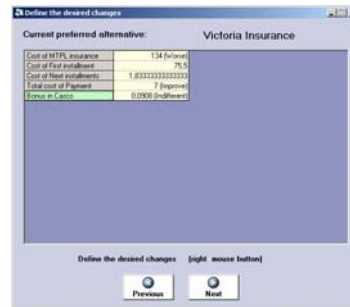 Define the desired changes
Current preferred alternative: Victoria Insurance
Cost of MTPL insurance 134 (Worse)
Cost of First installment 75,5
Cost of Next installments 1,83333333333333
Total cost of Payment 7 (Improve)
Bonus in Casco 0,0908 (Indifferent)
Define the desired changes (right mouse button)
Previous Next